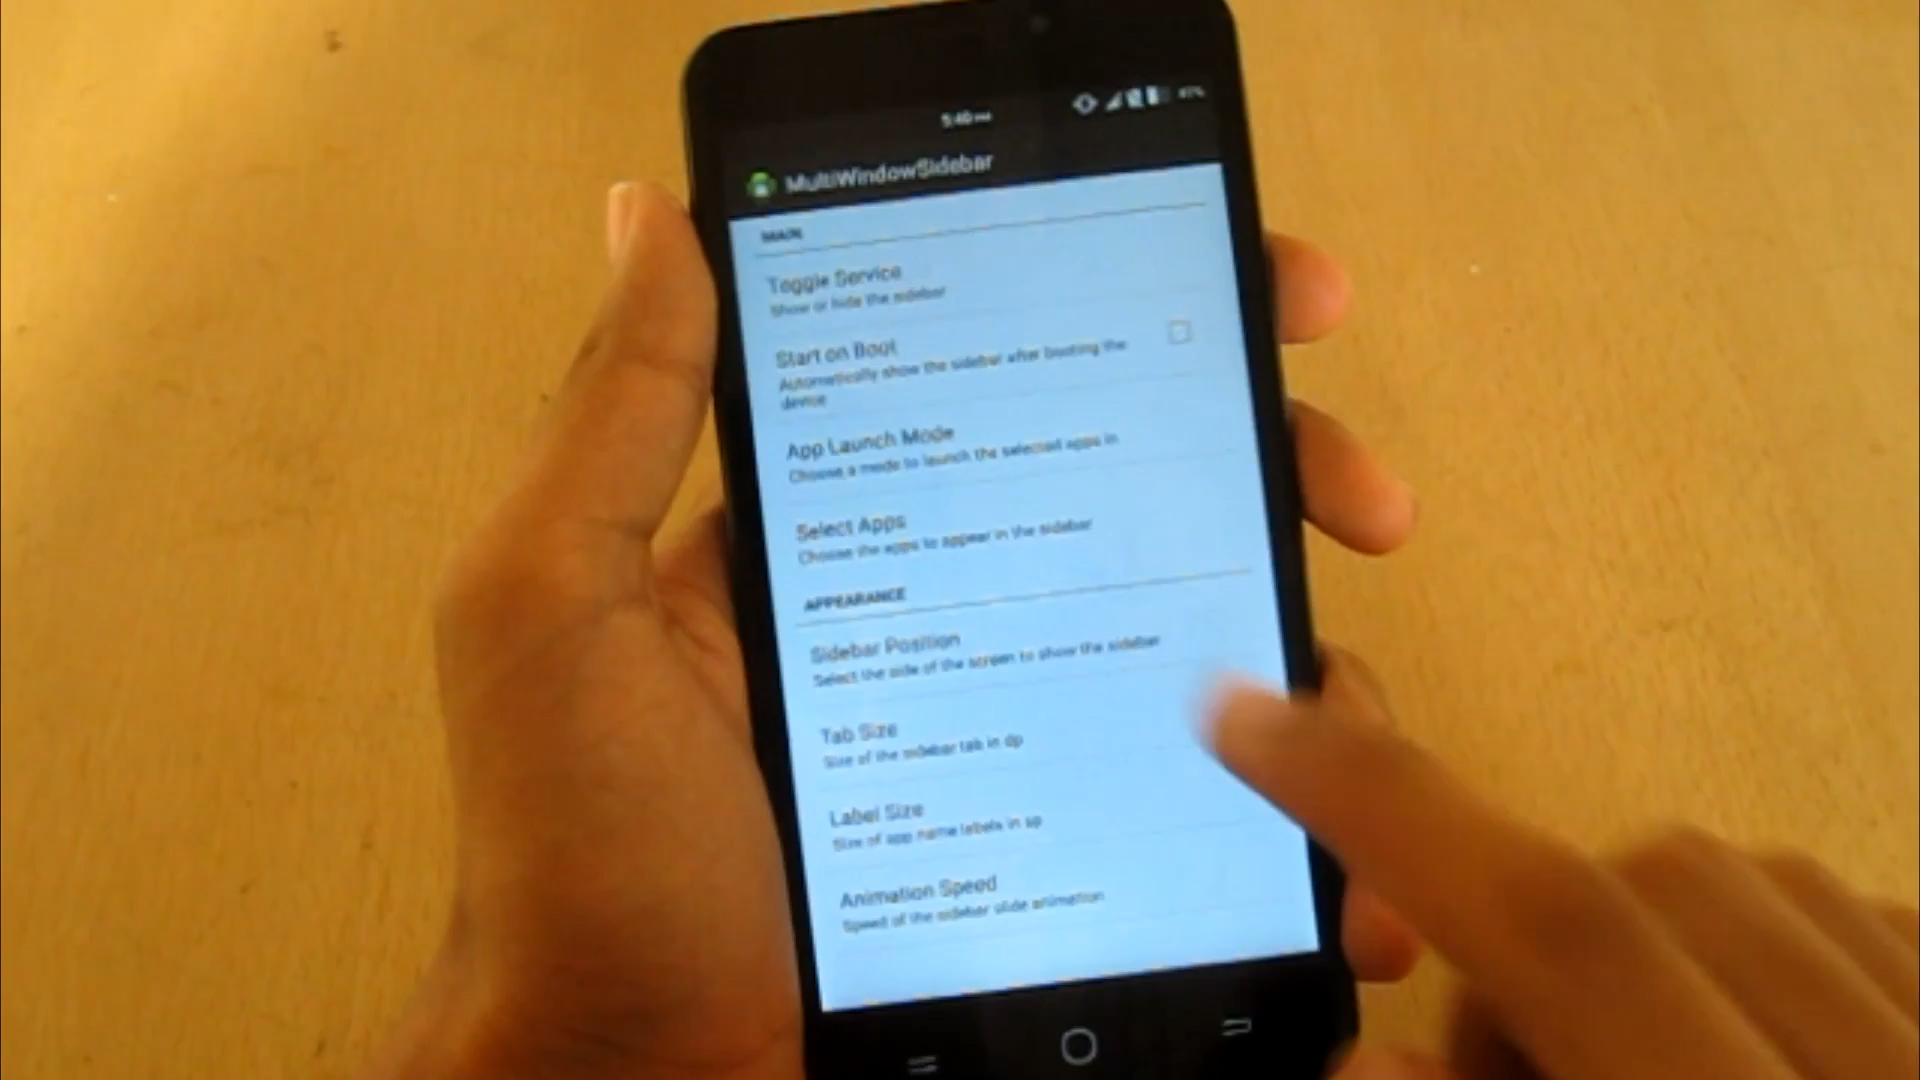 5:40 PM
MultiWindowSidebar
MAIN
Toggle Service
Show or hide the sidebar
Start on Boot
Automatically show the sidebar after booting the
device
App Launch Mode
Choose a mode to launch the selected apps in
Select Apps
Choose the apps to appear in the sidebar
APPEARANCE
Sidebar Position
Select the side of the screen to show the sidebar
Tab Size
Size of the sidebar tab in dp
Label Size
Size of app name labels in sp
Animation Speed
Speed of the sidebar slide animation